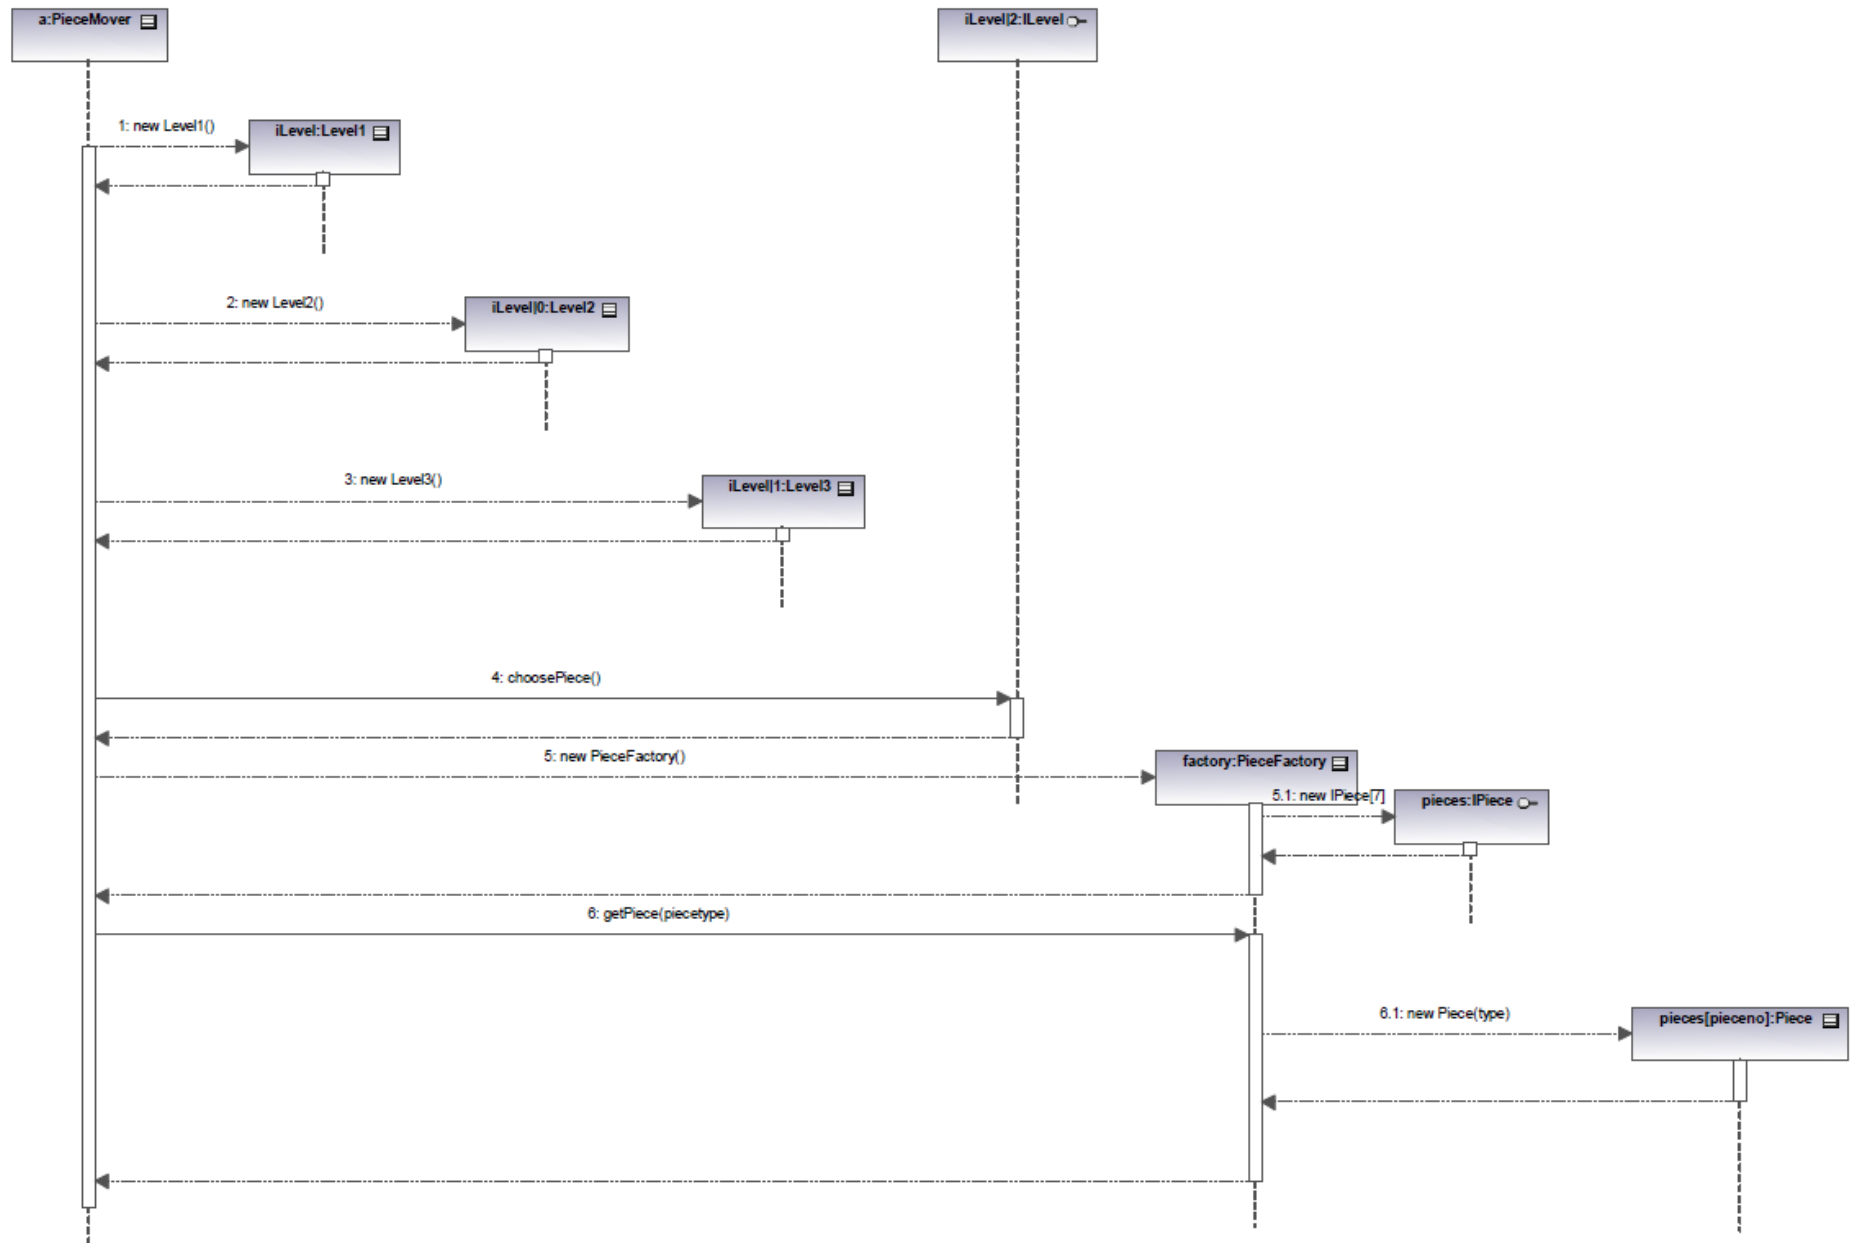 a:PieceMover
iLevel|2:ILevel
1: new Level1()
iLevel:Level1
2: new Level2()
iLevel|0:Level2
3: new Level3()
iLevel|1:Level3
4: choosePiece()
5: new PieceFactory()
factory:PieceFactory
5.1: new IPiece[7]
pieces:IPiece
6: getPiece(piecetype)
6.1: new Piece(type)
pieces[pieceno]:Piece